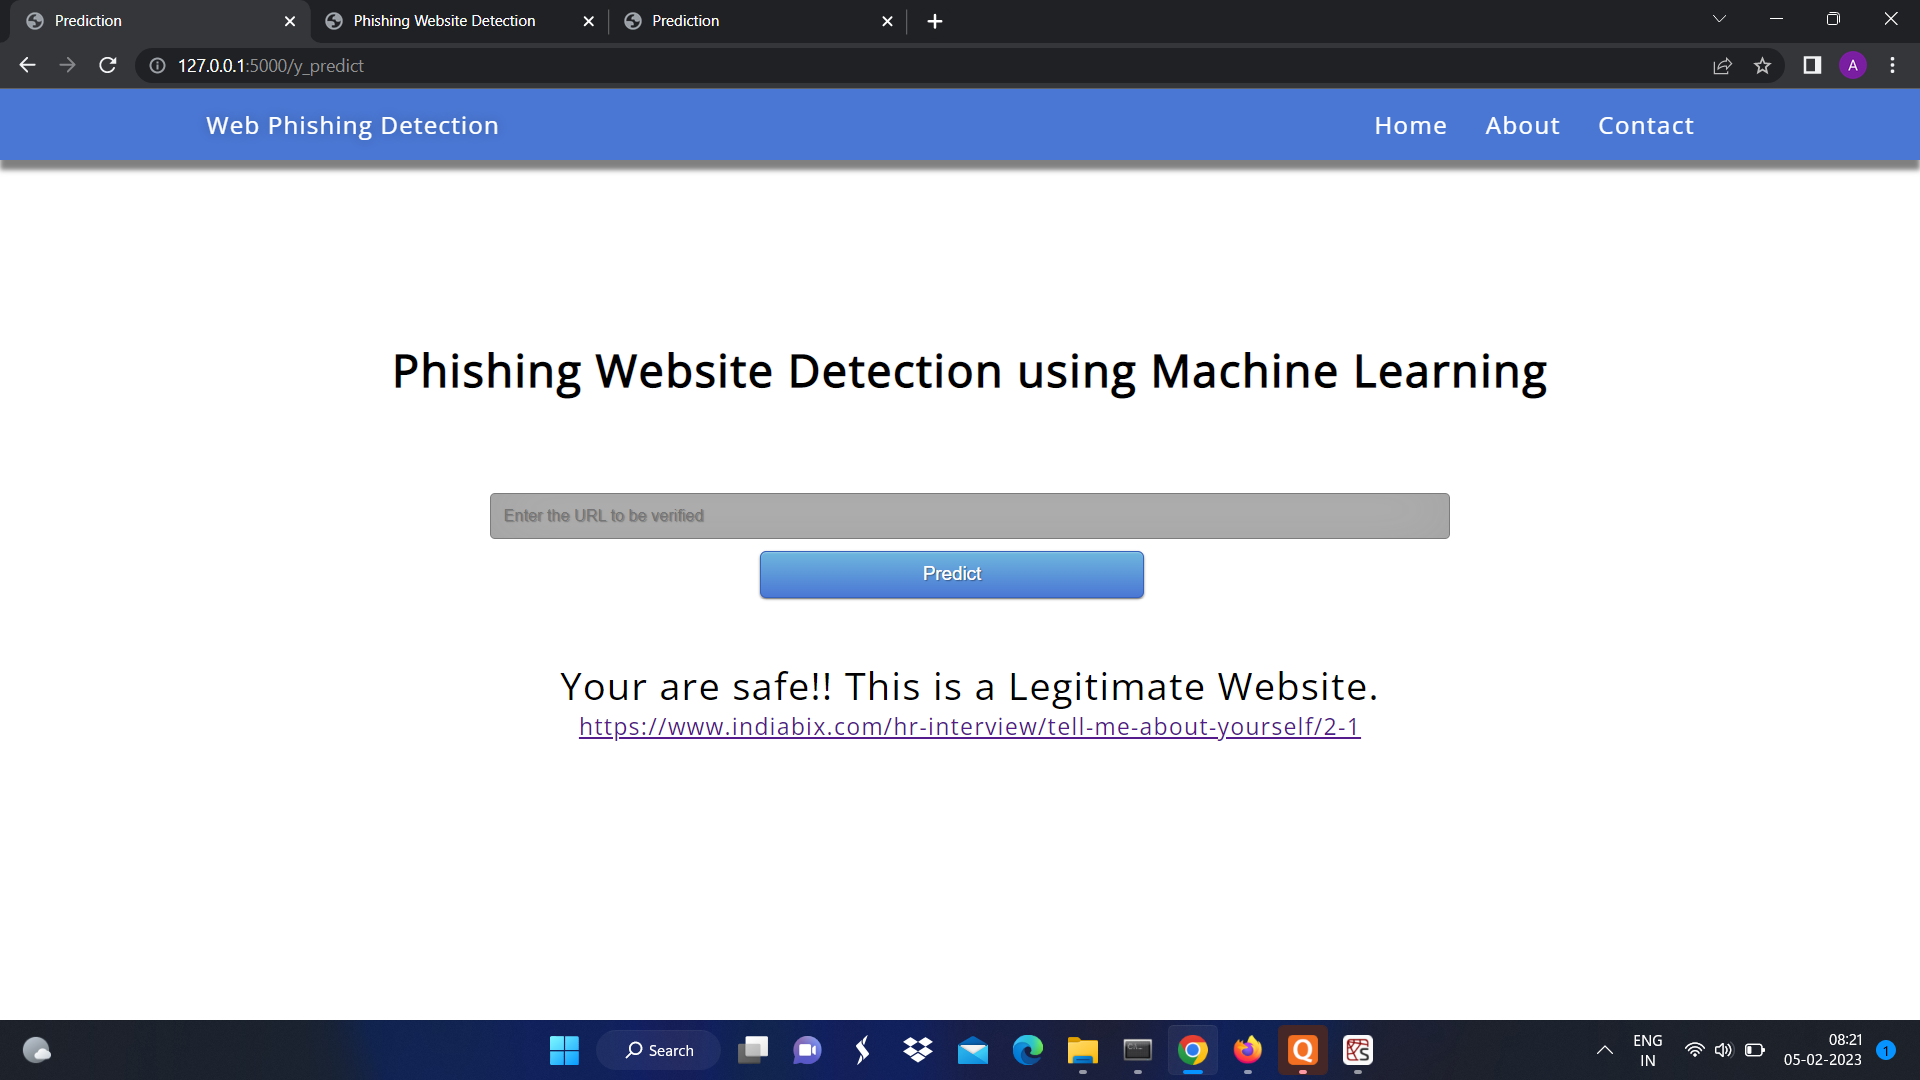 Prediction
Phishing Website Detection
Prediction
127.0.0.1:5000/y_predict
A
Web Phishing Detection
Home
About
Contact
Phishing Website Detection using Machine Learning
Enter the URL to be verified
Predict
Your are safe!! This is a Legitimate Website.
https://www.indiabix.com/hr-interview/tell-me-about-yourself/2-1
Search
Q
ENG
IN
08:21
05-02-2023
1